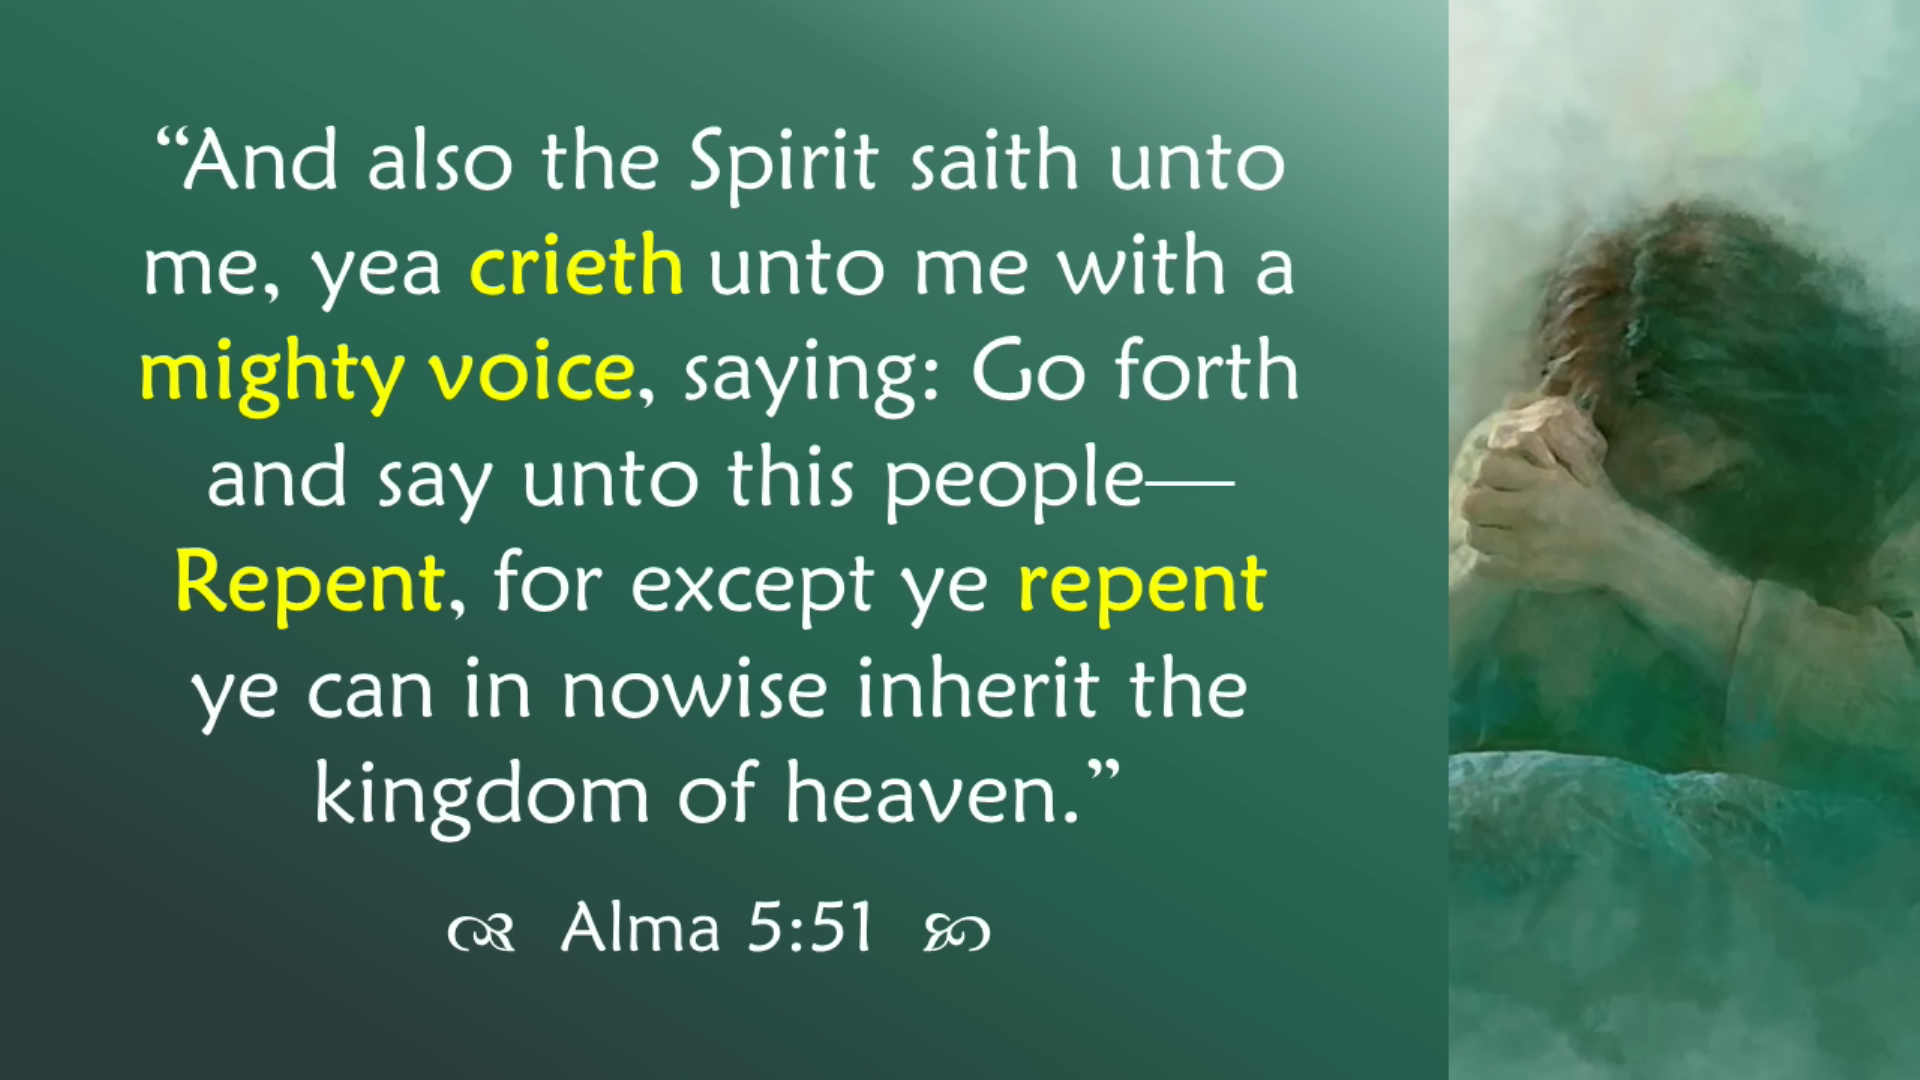 “And also the Spirit saith unto
me, yea crieth unto me with a
mighty voice, saying: Go forth
and say unto this people—
Repent, for except ye repent
ye can in nowise inherit the
kingdom of heaven.”
Alma 5:51